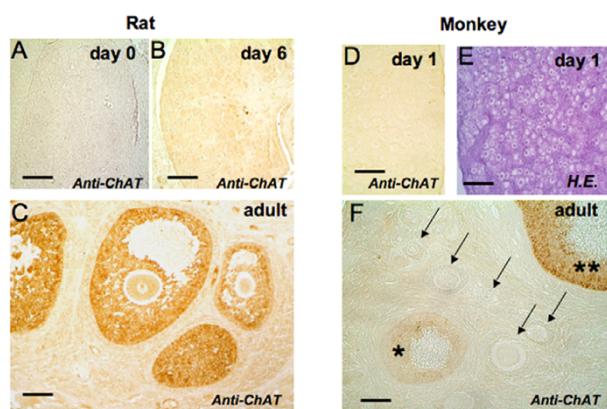 Rat
Monkey
A day 0
Anti-ChAT
B day 6
Anti-ChAT
C adult
Anti-ChAT
D day 1
Anti-ChAT
E day 1
H.E.
F adult
* **
Anti-ChAT